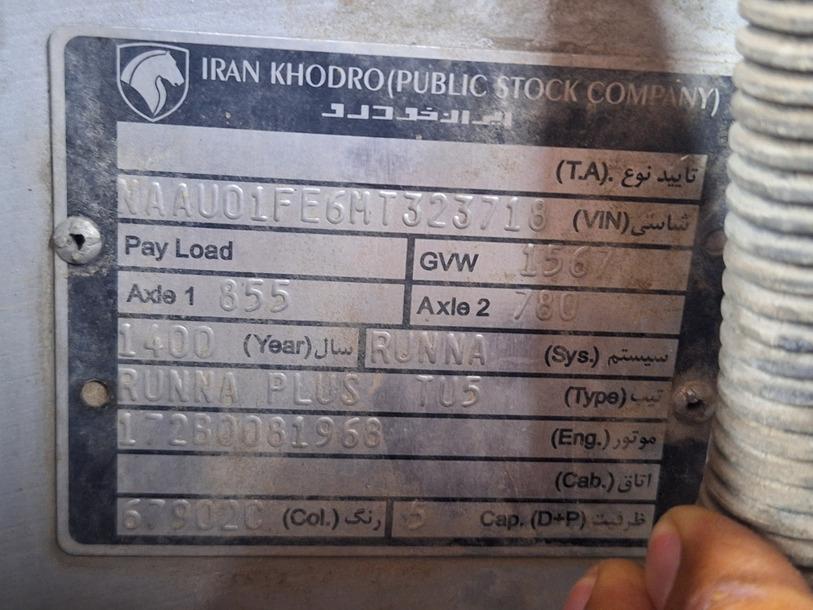 IRAN KHODRO(PUBLIC STOCK COMPANY)
ایران خودرو
تایید نوع .(T.A)
NAAU01FE6MT323718 (VIN)شاسی
Pay Load GVW 1567
Axle 1 855 Axle 2 780
1400 (Year)سال RUNNA (Sys.) سیستم
RUNNA PLUS TU5 (Type)تیپ
172B0081968 (Eng.)موتور
(Cab.)اتاق
67902C (Col.) رنگ 5 Cap. (D+P) ظرفیت